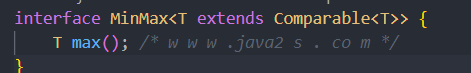 interface MinMax<T extends Comparable<T>> {
T max(); /* w w w .java2 s . co m */
}